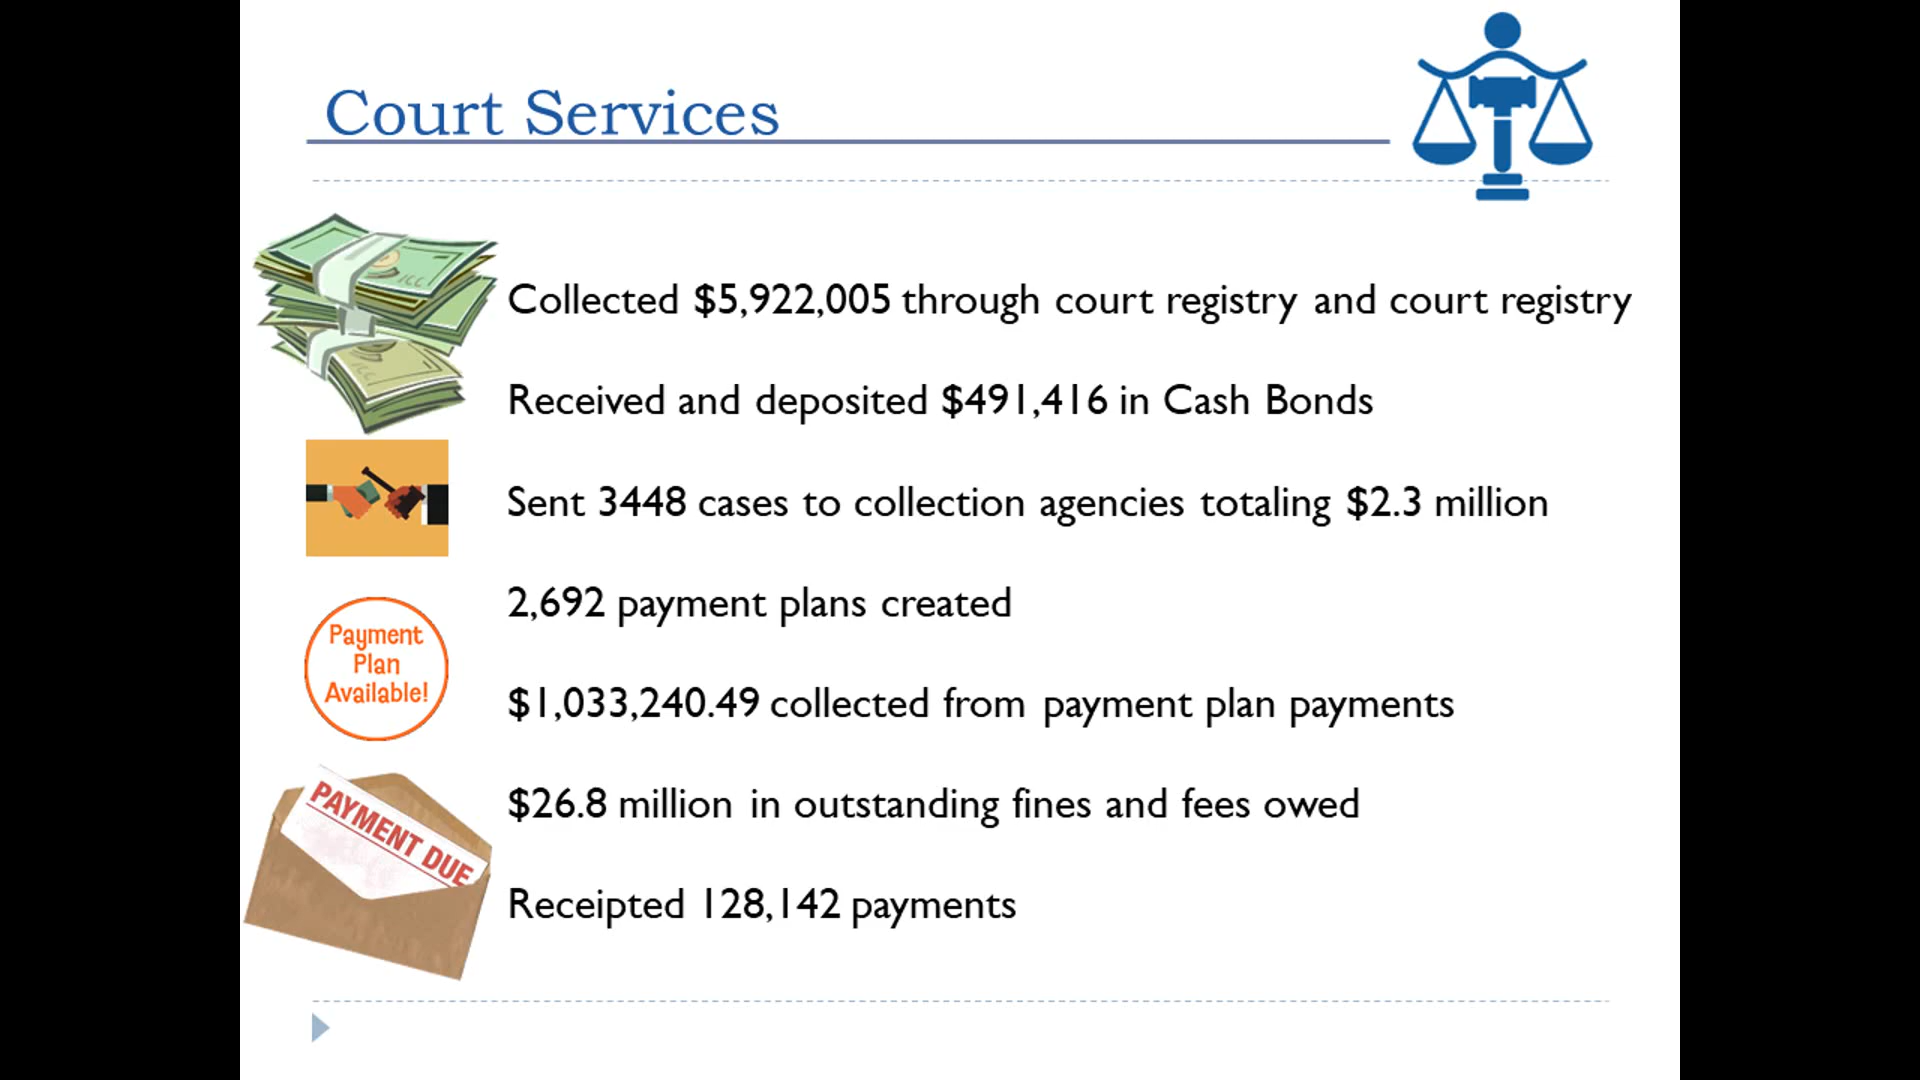 Court Services
Collected $5,922,005 through court registry and court registry
Received and deposited $491,416 in Cash Bonds
Sent 3448 cases to collection agencies totaling $2.3 million
2,692 payment plans created
Payment
Plan
Available!
$1,033,240.49 collected from payment plan payments
$26.8 million in outstanding fines and fees owed
PAYMENT DUE
Receipted 128,142 payments